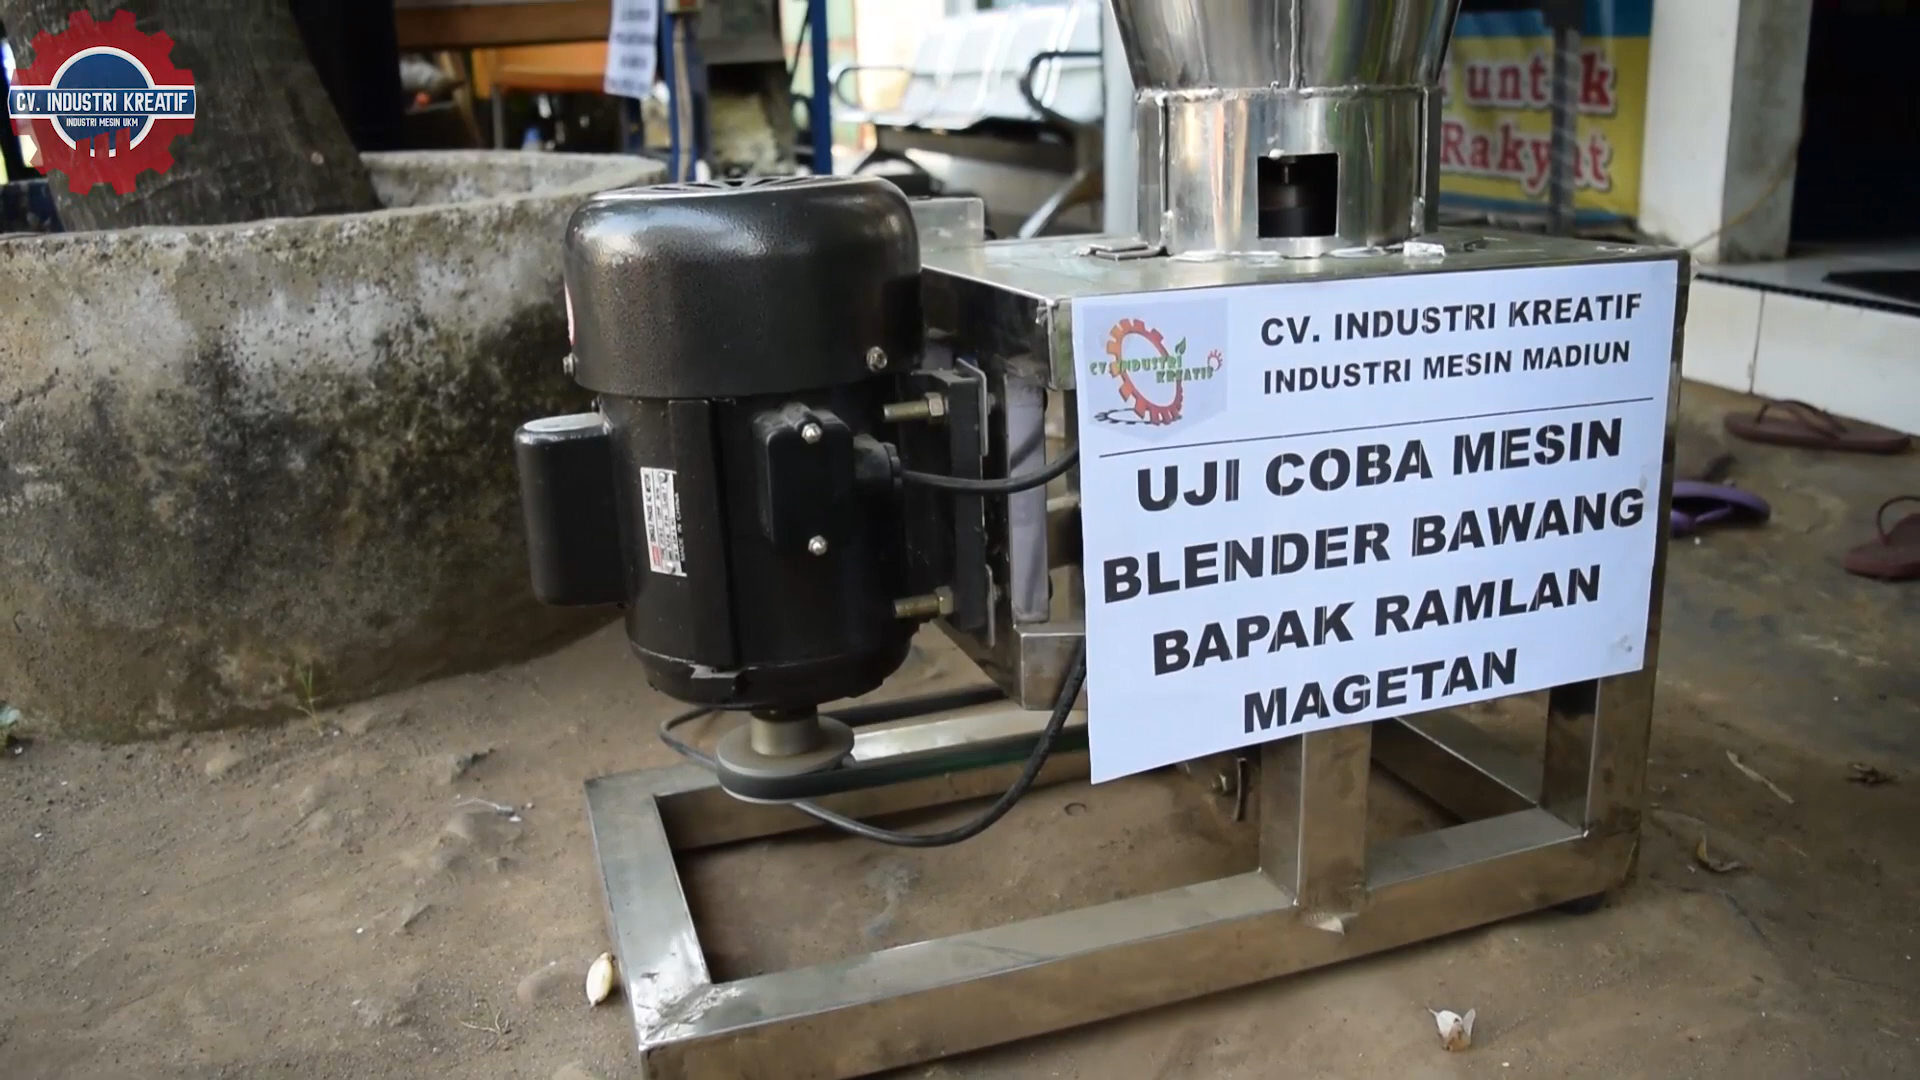 CV. INDUSTRI KREATIF
INDUSTRI MESIN UKM
untuk
Rakyat
CV. INDUSTRI
KREATIF
CV. INDUSTRI KREATIF
INDUSTRI MESIN MADIUN
UJI COBA MESIN
BLENDER BAWANG
BAPAK RAMLAN
MAGETAN